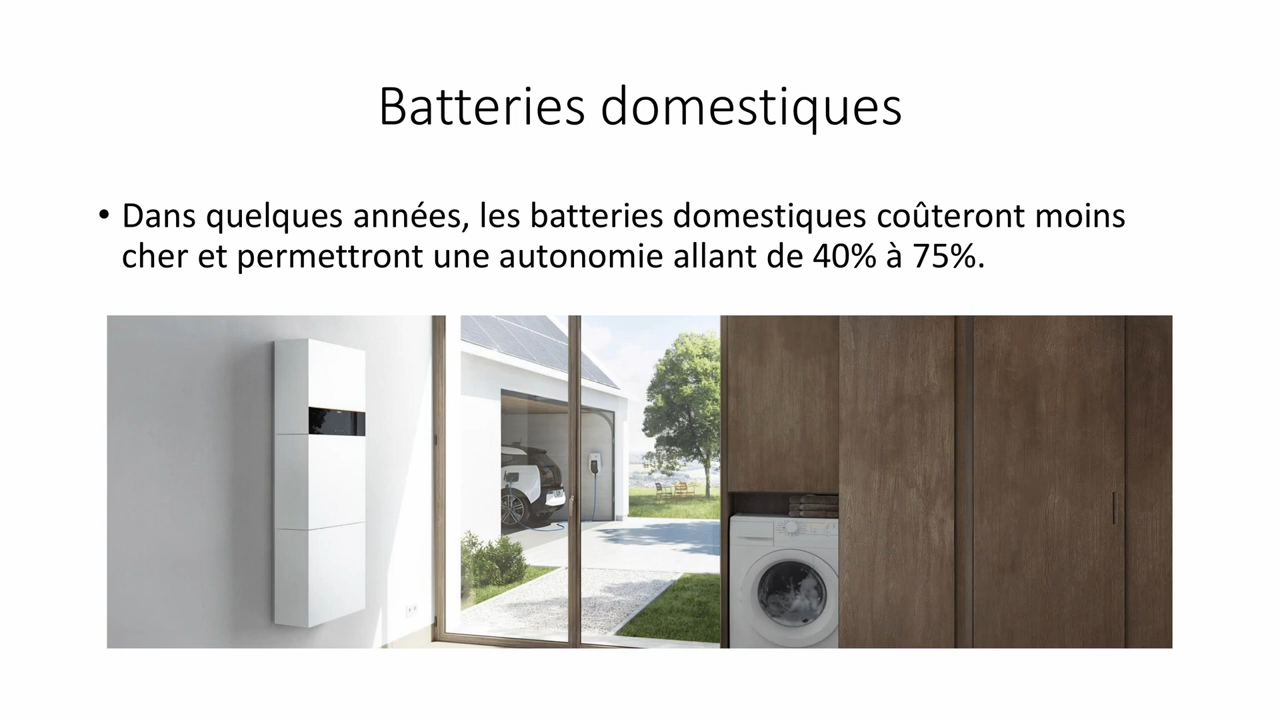 Batteries domestiques
• Dans quelques années, les batteries domestiques coûteront moins
cher et permettront une autonomie allant de 40% à 75%.